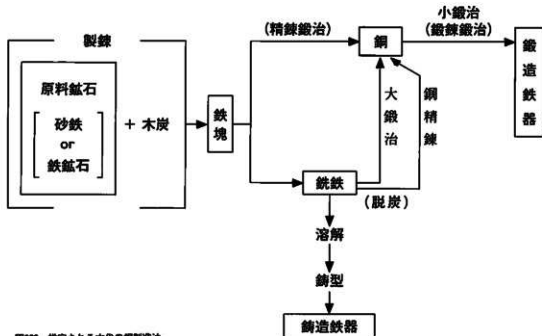 製錬
原料鉱石
砂鉄
or
鉄鉱石
+ 木炭
鉄塊
(精錬鍛冶)
鋼
小鍛冶
(鍛錬鍛冶)
鍛造鉄器
大鍛冶
鋼精錬
銑鉄
(脱炭)
溶解
鋳型
鋳造鉄器